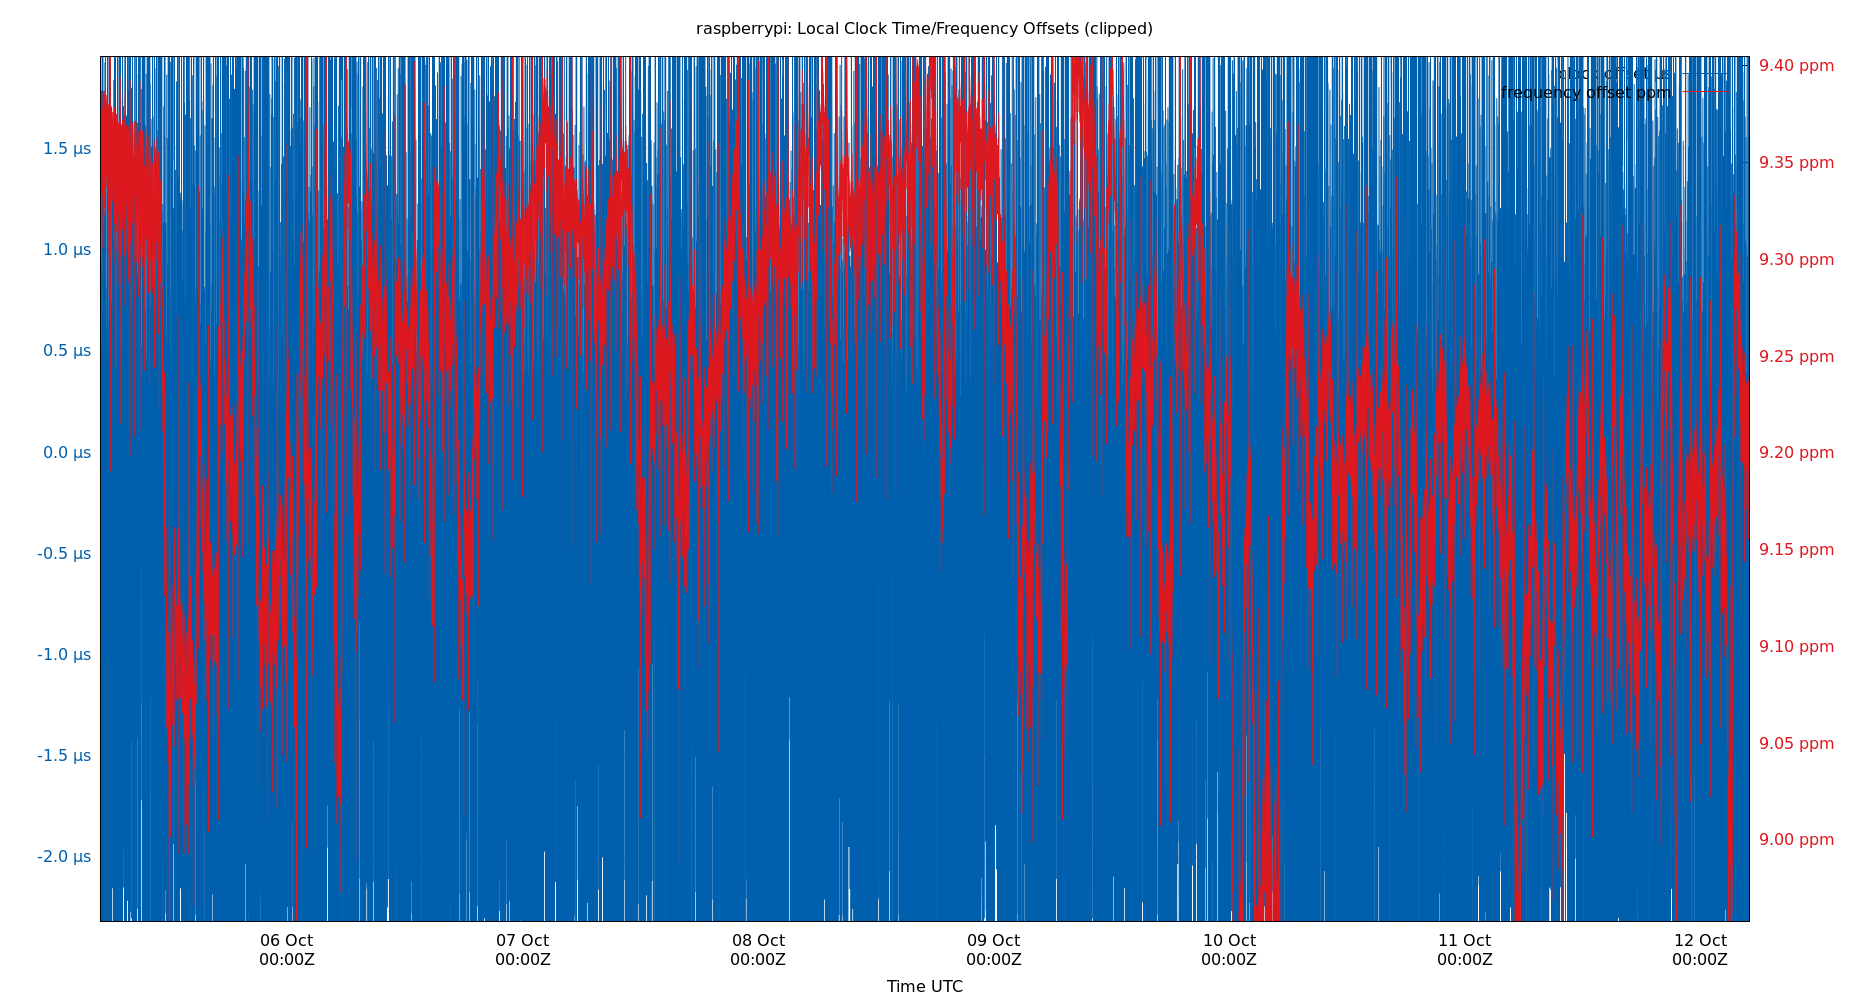 raspberrypi: Local Clock Time/Frequency Offsets (clipped)
clock offset µs
frequency offset ppm
1.5 µs
1.0 µs
0.5 µs
0.0 µs
-0.5 µs
-1.0 µs
-1.5 µs
-2.0 µs
9.40 ppm
9.35 ppm
9.30 ppm
9.25 ppm
9.20 ppm
9.15 ppm
9.10 ppm
9.05 ppm
9.00 ppm
06 Oct
00:00Z
07 Oct
00:00Z
08 Oct
00:00Z
09 Oct
00:00Z
10 Oct
00:00Z
11 Oct
00:00Z
12 Oct
00:00Z
Time UTC